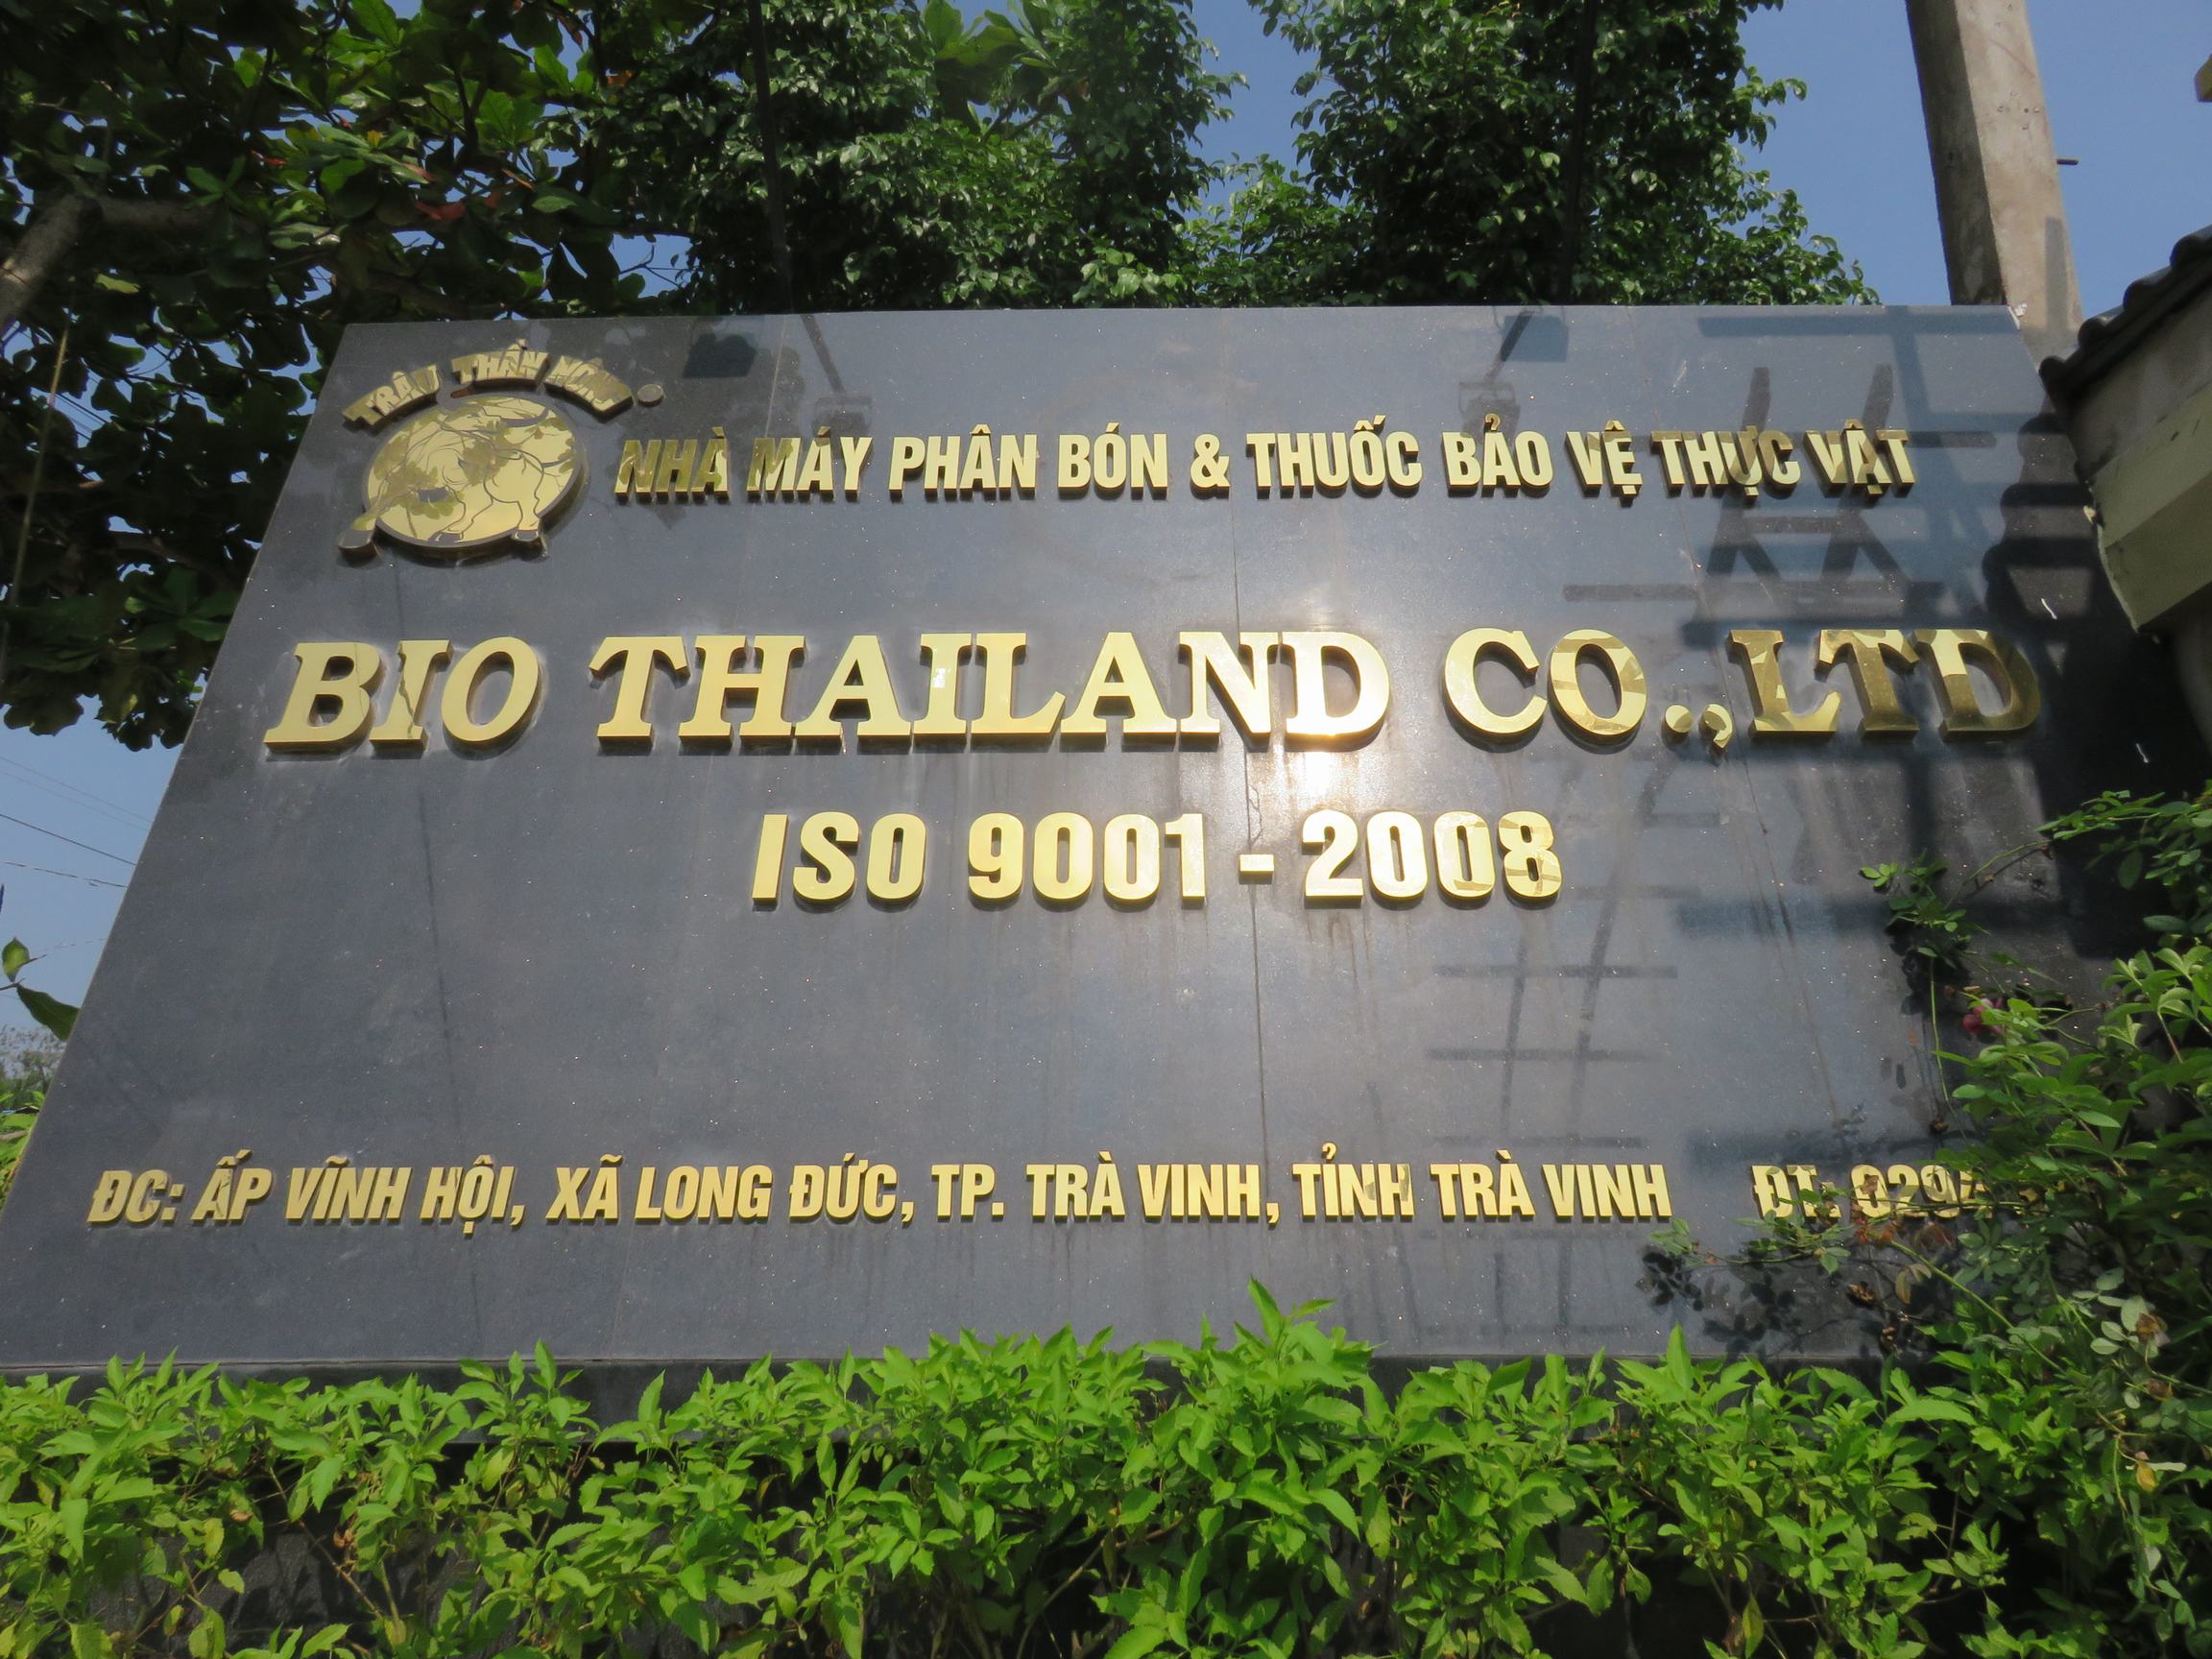 TRÂU THẦN NÔNG
NHÀ MÁY PHÂN BÓN & THUỐC BẢO VỆ THỰC VẬT
BIO THAILAND CO.,LTD
ISO 9001 - 2008
ĐC: ẤP VĨNH HỘI, XÃ LONG ĐỨC, TP. TRÀ VINH, TỈNH TRÀ VINH ĐT: